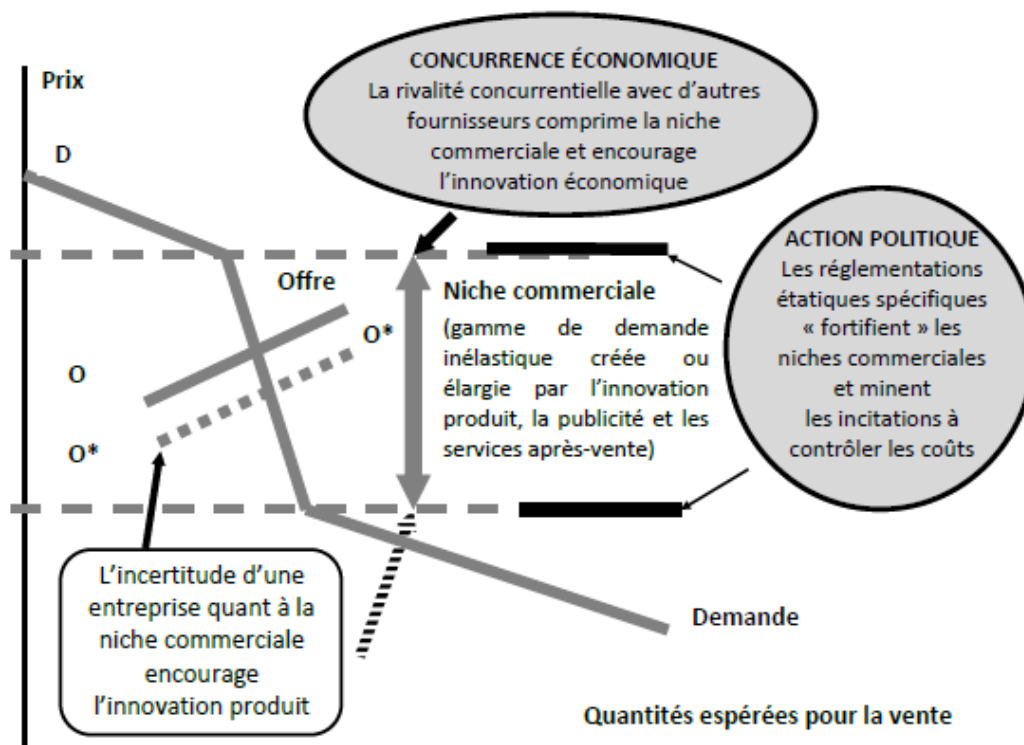 CONCURRENCE ÉCONOMIQUE
La rivalité concurrentielle avec d'autres
fournisseurs comprime la niche
commerciale et encourage
l'innovation économique
Prix
D
ACTION POLITIQUE
Les réglementations
étatiques spécifiques
« fortifient » les
niches commerciales
et minent
les incitations à
contrôler les coûts
Offre
O*
O
O*
Niche commerciale
(gamme de demande
inélastique créée ou
élargie par l'innovation
produit, la publicité et les
services après-vente)
L'incertitude d'une
entreprise quant à la
niche commerciale
encourage
l'innovation produit
Demande
Quantités espérées pour la vente